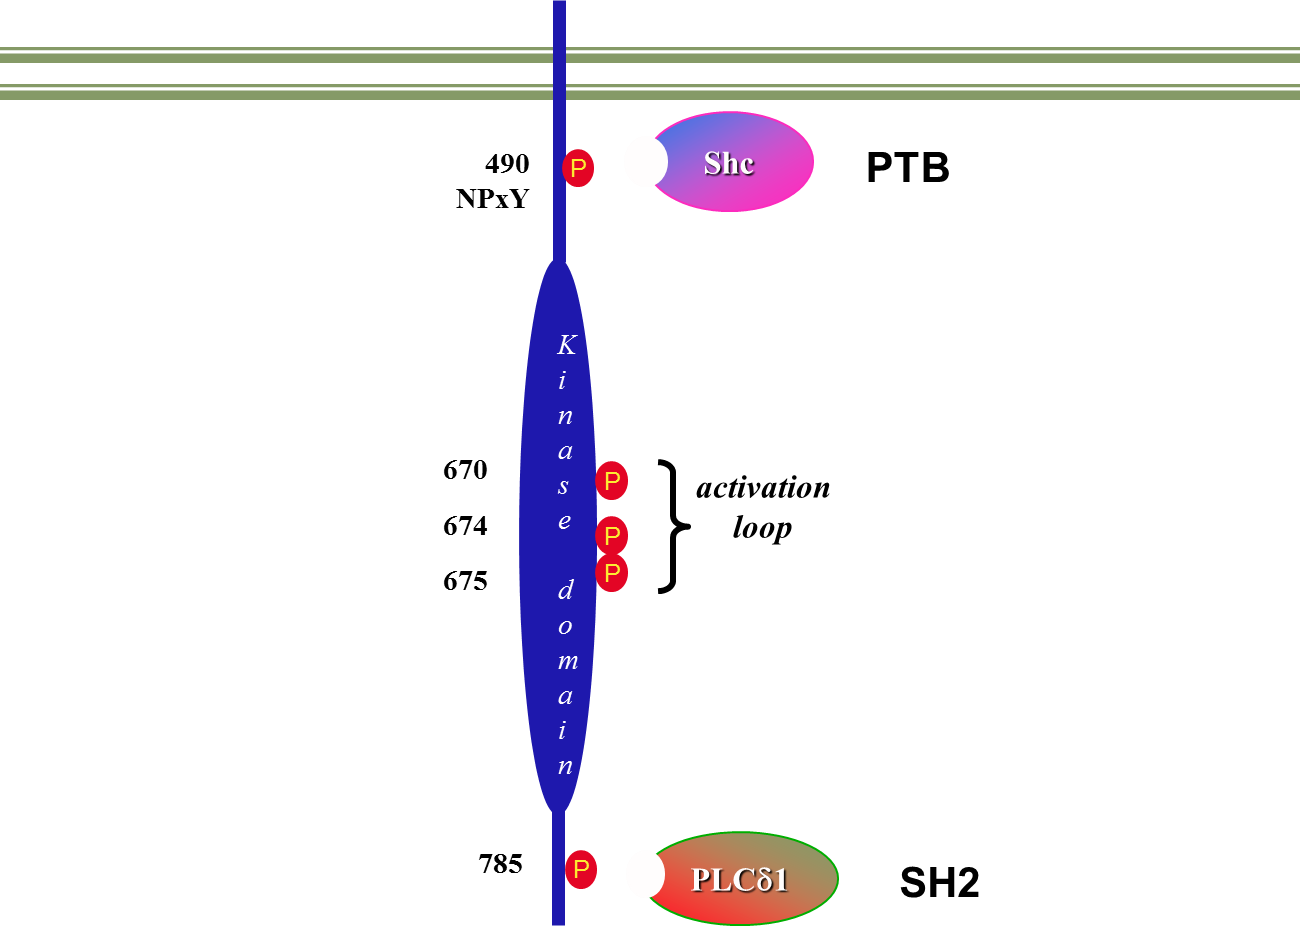 490
NPxY
P
Shc
PTB
Kinase domain
670
P
674
P
675
P
activation
loop
785
P
PLCδ1
SH2